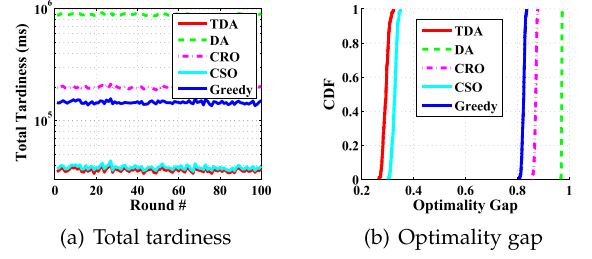 10^6
10^5
Total Tardiness (ms)
TDA
DA
CRO
CSO
Greedy
0 20 40 60 80 100
Round #
(a) Total tardiness
1
0.8
0.6
0.4
0.2
0
CDF
TDA
DA
CRO
CSO
Greedy
0.2 0.4 0.6 0.8 1
Optimality Gap
(b) Optimality gap